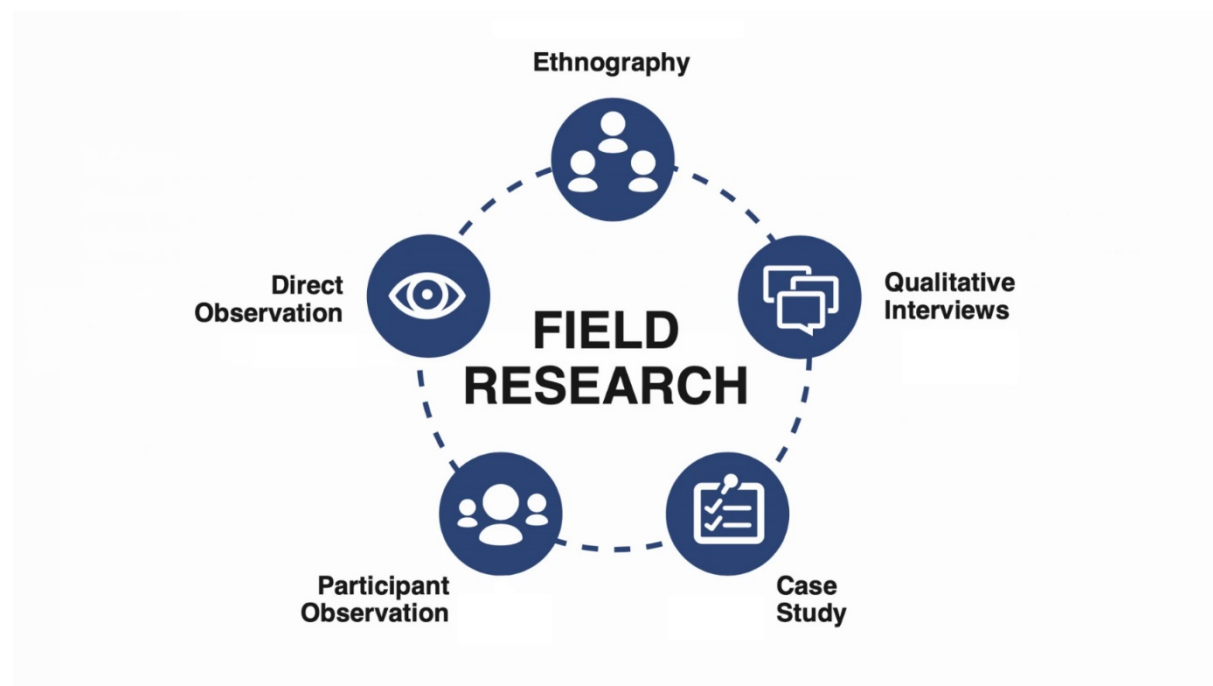 Ethnography
Direct
Observation
Qualitative
Interviews
FIELD
RESEARCH
Participant
Observation
Case
Study